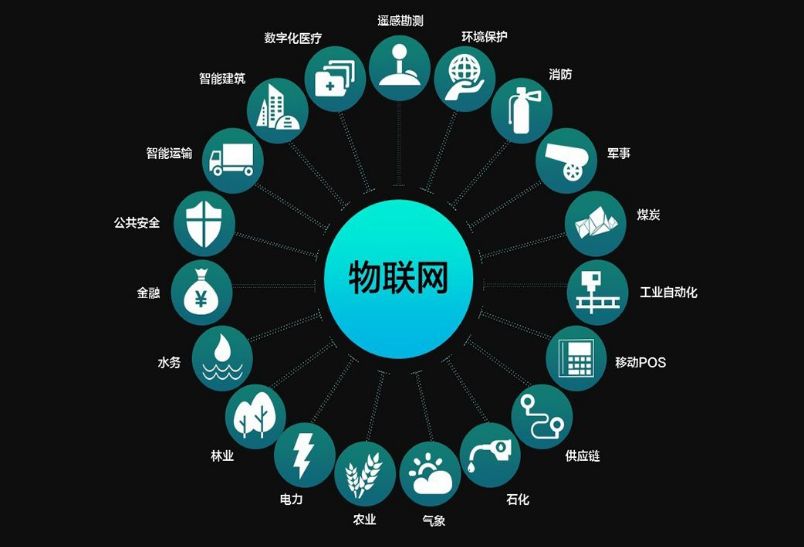 遥感勘测
环境保护
消防
军事
煤炭
工业自动化
移动POS
供应链
石化
气象
农业
电力
林业
水务
金融
公共安全
智能运输
智能建筑
数字化医疗
物联网
¥